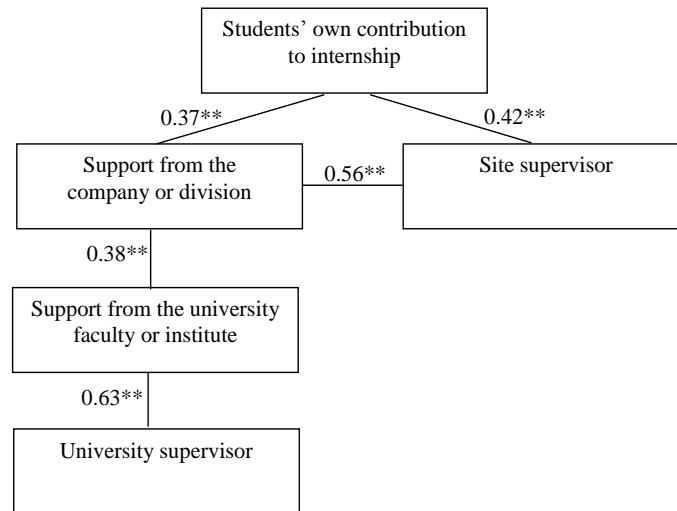 Students’ own contribution
to internship
0.37**
0.42**
Support from the
company or division
0.56**
Site supervisor
0.38**
Support from the university
faculty or institute
0.63**
University supervisor